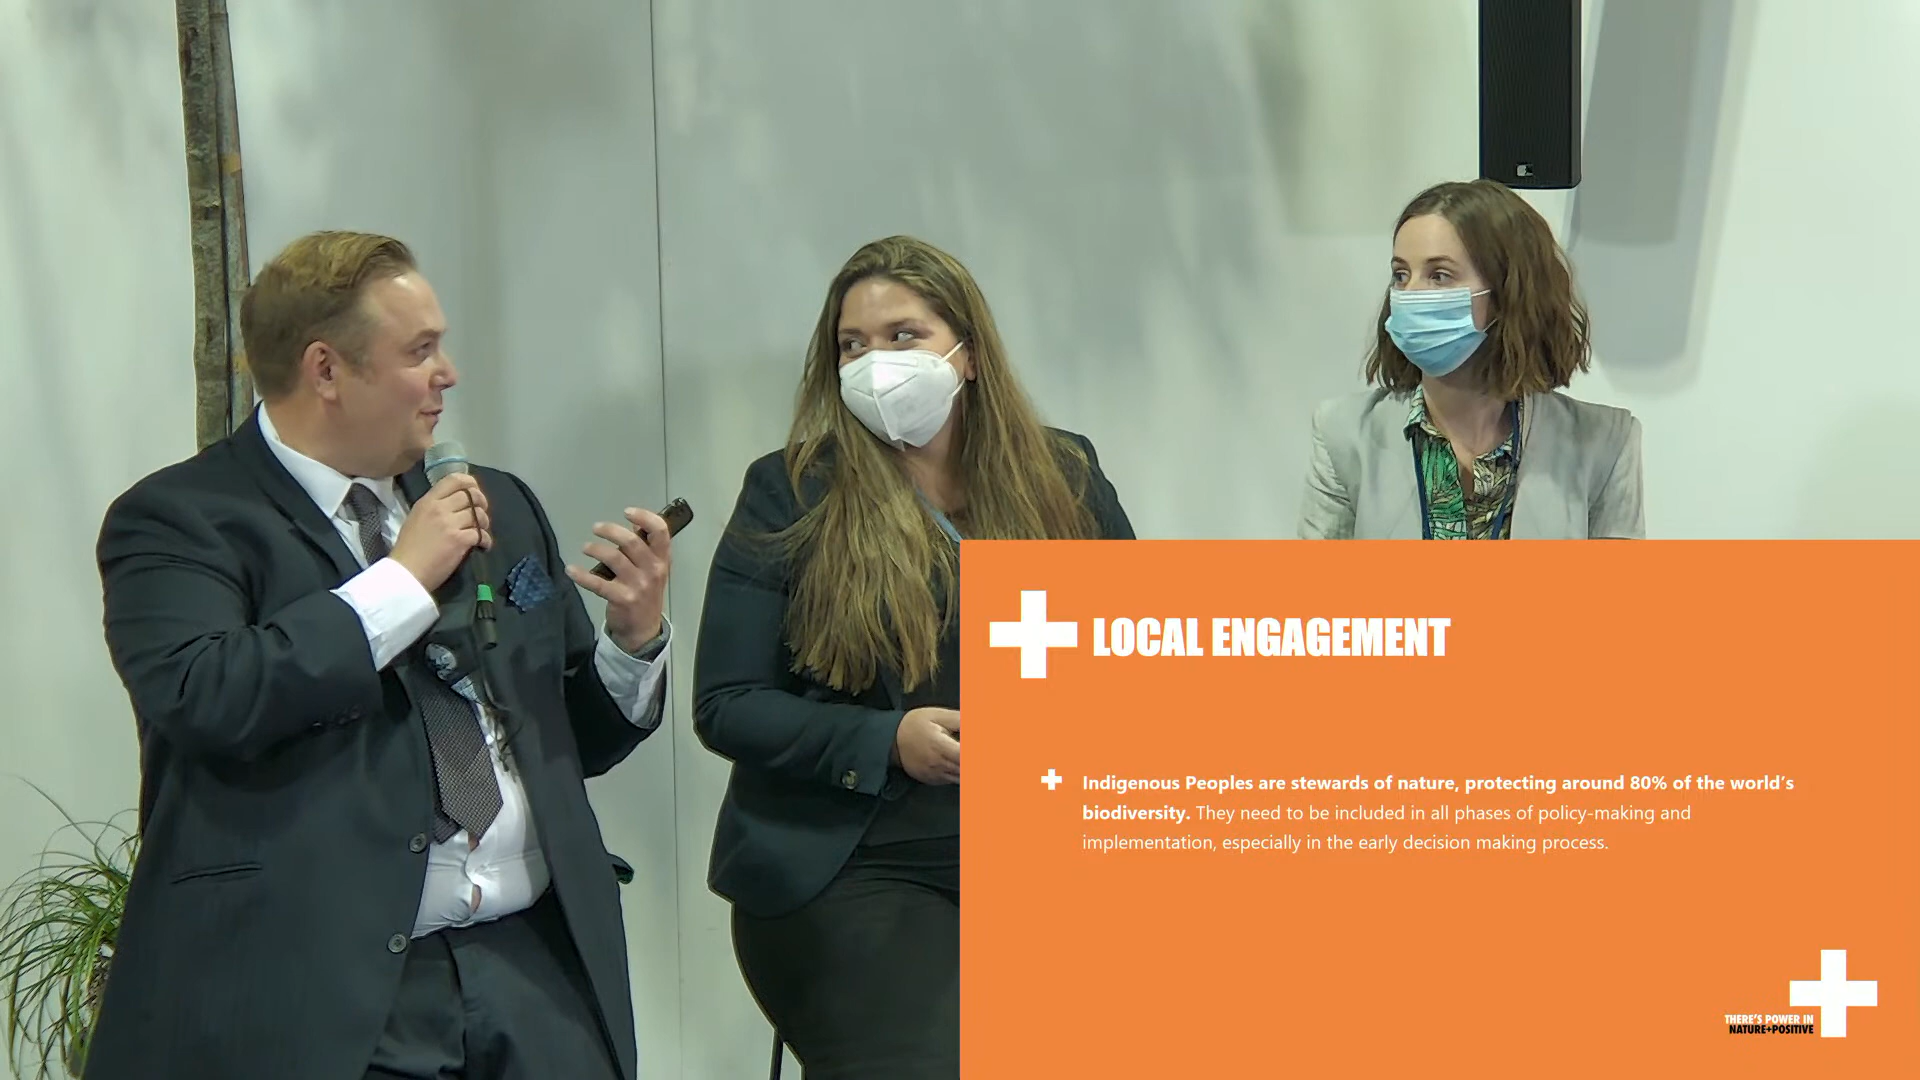 LOCAL ENGAGEMENT
Indigenous Peoples are stewards of nature, protecting around 80% of the world's
biodiversity. They need to be included in all phases of policy-making and
implementation, especially in the early decision making process.
THERE'S POWER IN
NATURE+POSITIVE